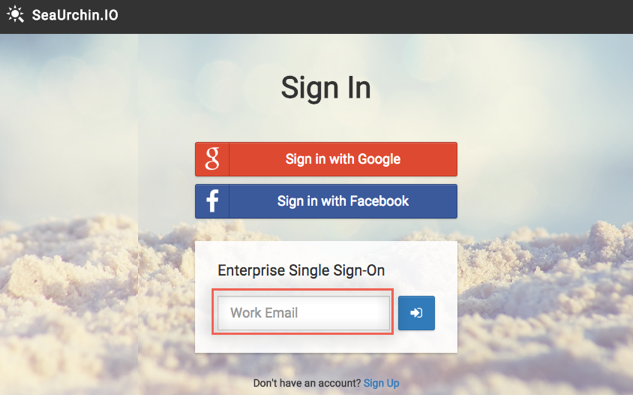 SeaUrchin.IO
Sign In
Sign in with Google
Sign in with Facebook
Enterprise Single Sign-On
Work Email
Don't have an account? Sign Up